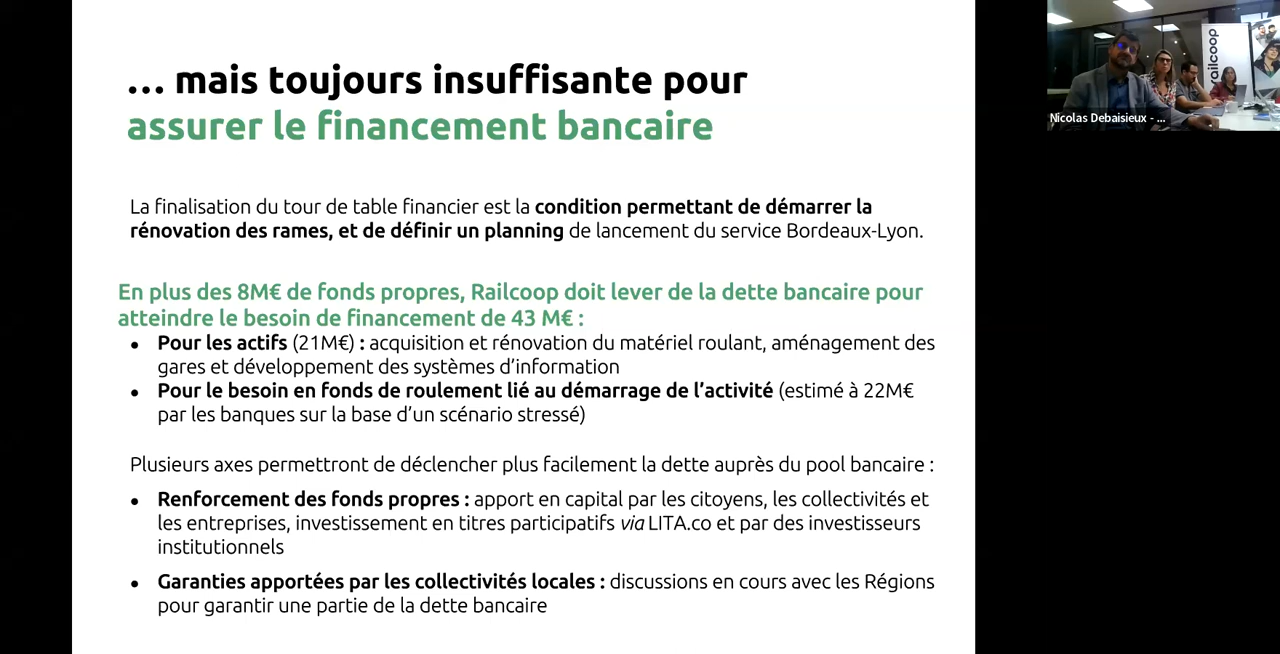 … mais toujours insuffisante pour
assurer le financement bancaire
La finalisation du tour de table financier est la condition permettant de démarrer la
rénovation des rames, et de définir un planning de lancement du service Bordeaux-Lyon.
En plus des 8M€ de fonds propres, Railcoop doit lever de la dette bancaire pour
atteindre le besoin de financement de 43 M€ :
● Pour les actifs (21M€) : acquisition et rénovation du matériel roulant, aménagement des
gares et développement des systèmes d’information
● Pour le besoin en fonds de roulement lié au démarrage de l’activité (estimé à 22M€
par les banques sur la base d’un scénario stressé)
Plusieurs axes permettront de déclencher plus facilement la dette auprès du pool bancaire :
● Renforcement des fonds propres : apport en capital par les citoyens, les collectivités et
les entreprises, investissement en titres participatifs via LITA.co et par des investisseurs
institutionnels
● Garanties apportées par les collectivités locales : discussions en cours avec les Régions
pour garantir une partie de la dette bancaire
railcoop
Nicolas Debaisieux - ...